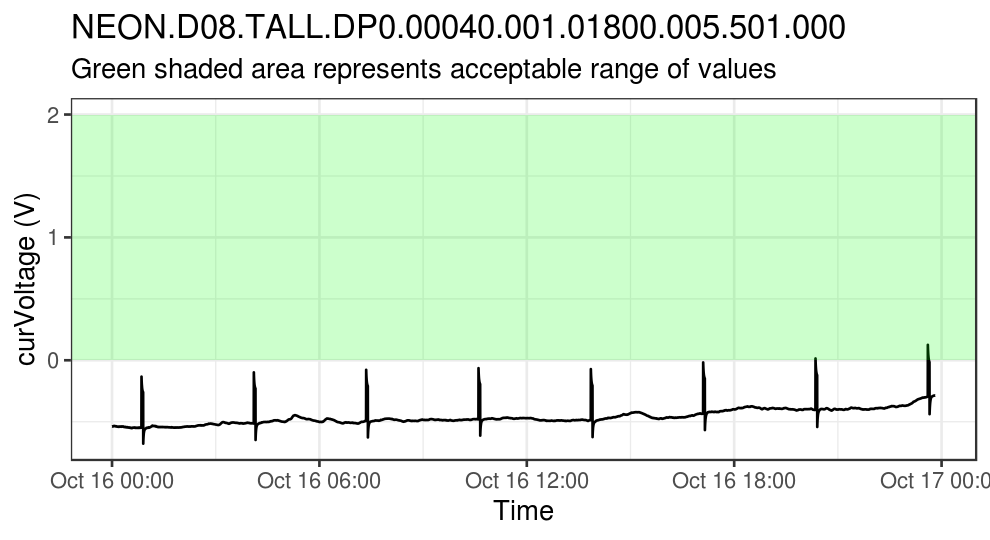 NEON.D08.TALL.DP0.00040.001.01800.005.501.000
Green shaded area represents acceptable range of values
2
1
0
curVoltage (V)
Oct 16 00:00 Oct 16 06:00 Oct 16 12:00 Oct 16 18:00 Oct 17 00:0
Time